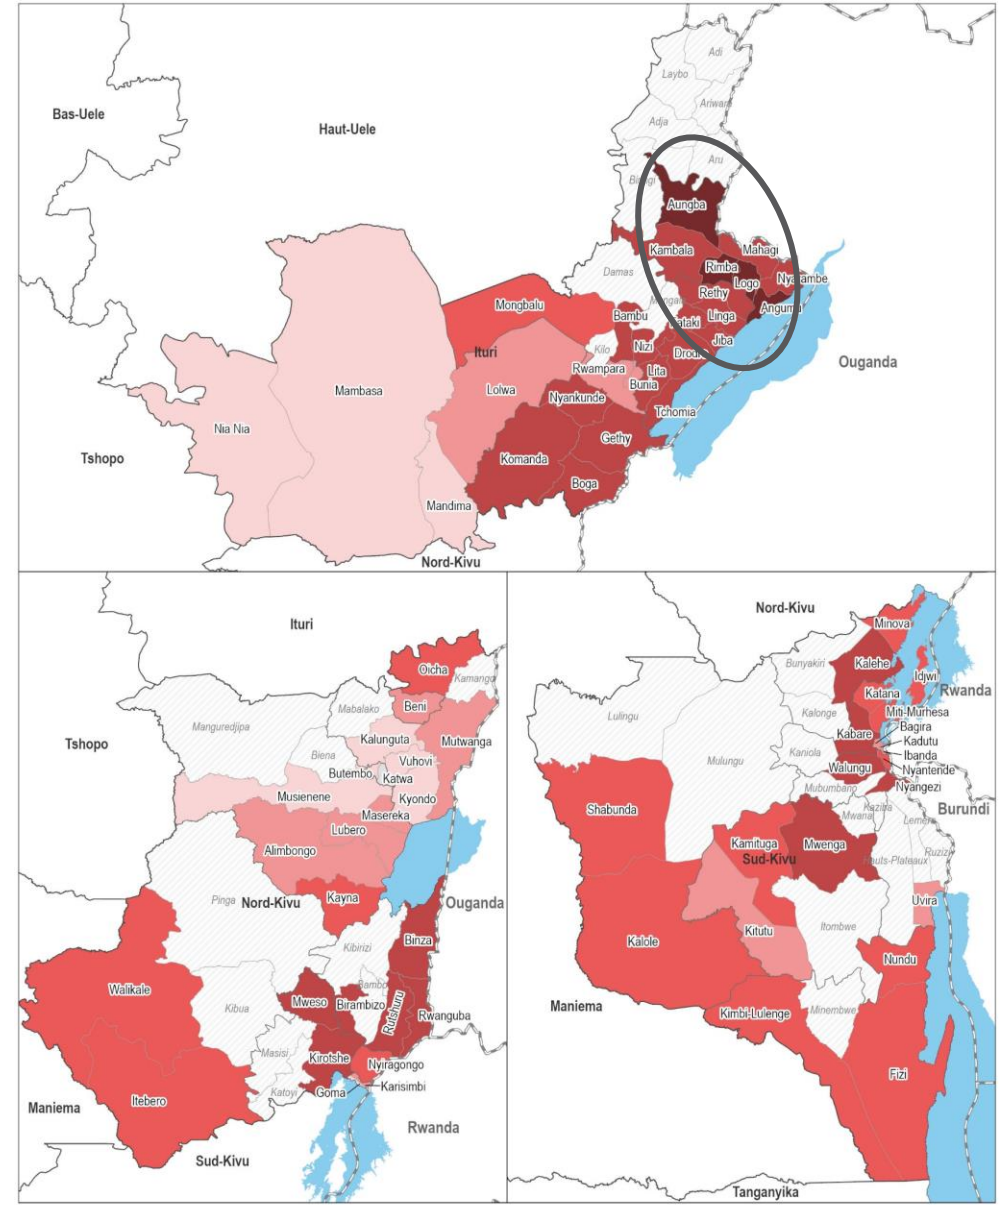 Adi
Laybo
Ariwara
Bas-Uele
Haut-Uele
Adja
Aru
Biringi
Aungba
Kambala
Mahagi
Damas
Rimba
Logo
Nyarambe
Rethy
Mongbalu
Bambu
Linga
Angumu
Jiba
Nizi
Drodro
Ituri
Kilo
Rwampara
Lita
Ouganda
Mambasa
Lolwa
Bunia
Nyankunde
Tchomia
Nia Nia
Gethy
Tshopo
Komanda
Boga
Mandima
Nord-Kivu
Ituri
Oicha
Kamango
Beni
Mabalako
Manguredjipa
Tshopo
Kalunguta
Mutwanga
Biena
Vuhovi
Butembo
Katwa
Musienene
Kyondo
Masereka
Lubero
Alimbongo
Kayna
Pinga
Nord-Kivu
Ouganda
Binza
Kibirizi
Walikale
Bambo
Mweso
Birambizo
Kibua
Rutshuru
Rwanguba
Masisi
Kirotshe
Nyiragongo
Itebero
Katoyi
Goma
Karisimbi
Maniema
Rwanda
Sud-Kivu
Nord-Kivu
Minova
Bunyakiri
Kalehe
Idjwi
Katana
Rwanda
Lulingu
Kalonge
Miti-Murhesa
Bagira
Kabare
Kadutu
Kaniola
Ibanda
Mulungu
Walungu
Nyantende
Mubumbano
Nyangezi
Shabunda
Kaziba
Mwana
Lemera
Burundi
Kamituga
Mwenga
Sud-Kivu
Hauts-Plateaux
Ruzizi
Uvira
Kitutu
Itombwe
Kalole
Nundu
Maniema
Kimbi-Lulenge
Minembwe
Fizi
Tanganyika